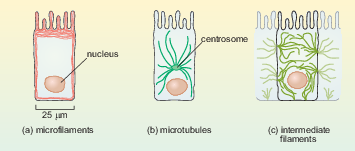 nucleus
centrosome
25 µm
(a) microfilaments
(b) microtubules
(c) intermediate
filaments